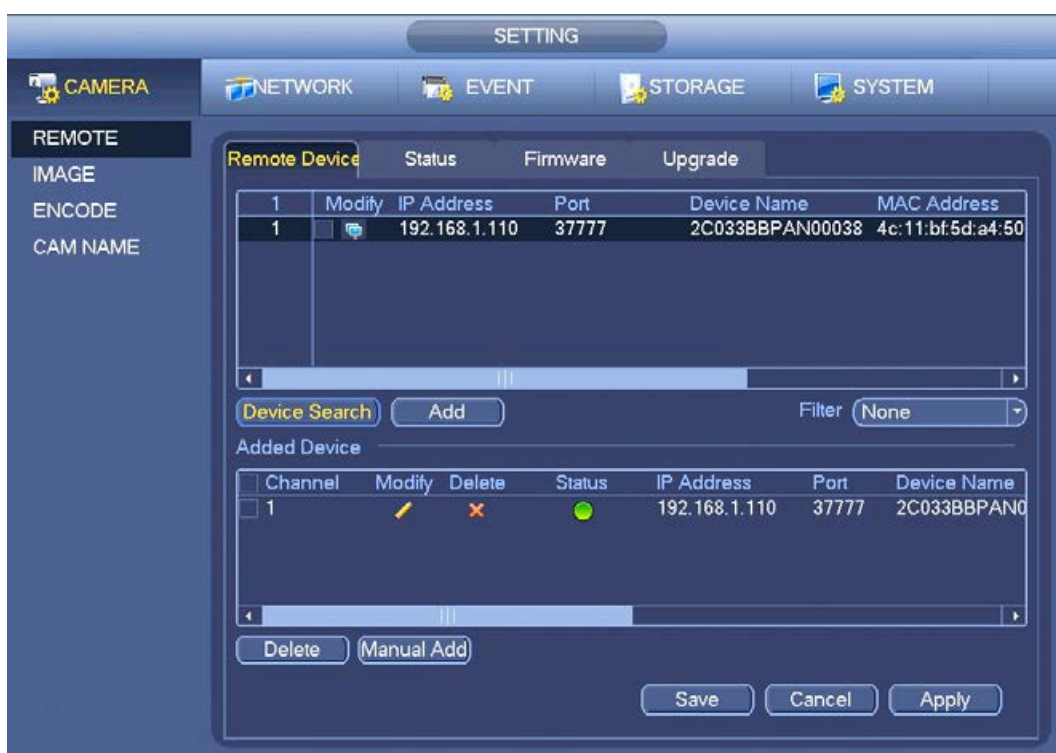 SETTING
CAMERA NETWORK EVENT STORAGE SYSTEM
REMOTE
IMAGE
ENCODE
CAM NAME
Remote Device Status Firmware Upgrade
1 Modify IP Address Port Device Name MAC Address
1 192.168.1.110 37777 2C033BBPAN00038 4c:11:bf:5d:a4:50
Device Search Add Filter None
Added Device
Channel Modify Delete Status IP Address Port Device Name
1 192.168.1.110 37777 2C033BBPAN0
Delete Manual Add
Save Cancel Apply